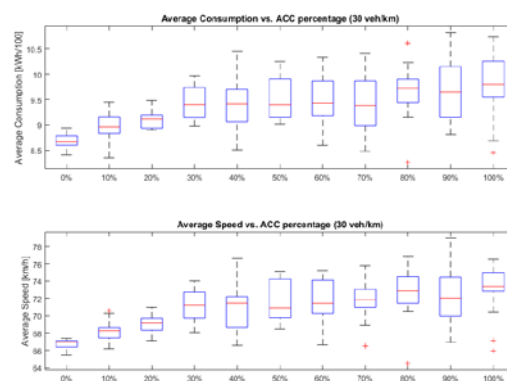 Average Consumption vs. ACC percentage (30 veh/km)
Average Consumption [kWh/100]
10.5
10
9.5
9
8.5
0% 10% 20% 30% 40% 50% 60% 70% 80% 90% 100%
Average Speed vs. ACC percentage (30 veh/km)
Average Speed [km/h]
78
76
74
72
70
68
66
64
0% 10% 20% 30% 40% 50% 60% 70% 80% 90% 100%